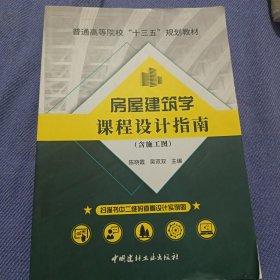 普通高等院校“十三五”规划教材
房屋建筑学
课程设计指南
(含施工图)
陈晓霞 吴双双 主编
扫描书中二维码查看设计实例图
中国建材工业出版社